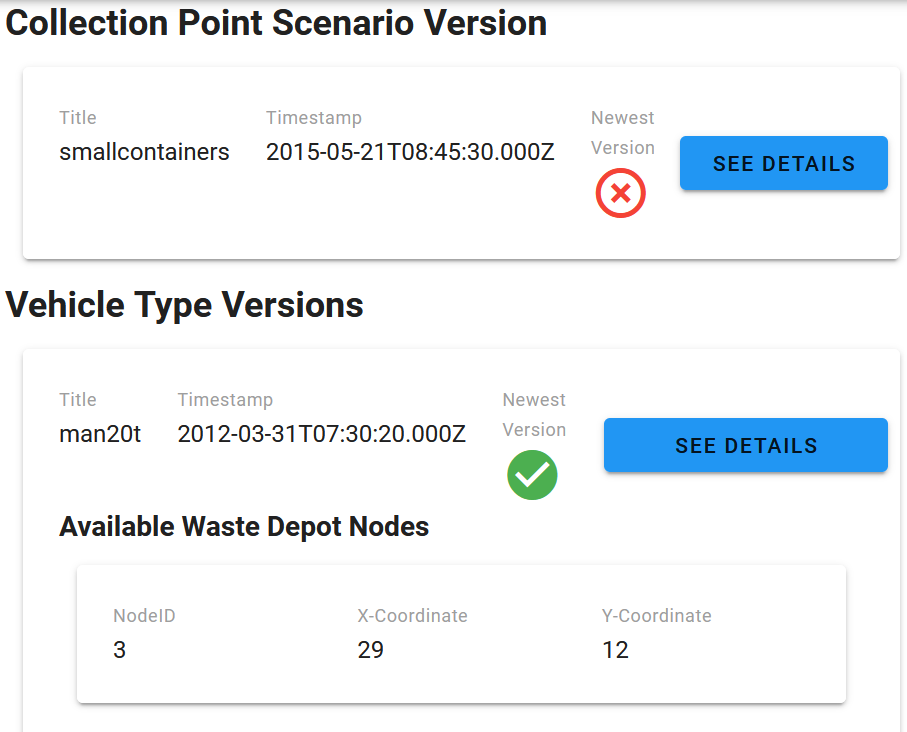 Collection Point Scenario Version
Title Timestamp Newest Version
smallcontainers 2015-05-21T08:45:30.000Z
SEE DETAILS
Vehicle Type Versions
Title Timestamp Newest Version
man20t 2012-03-31T07:30:20.000Z
SEE DETAILS
Available Waste Depot Nodes
NodeID X-Coordinate Y-Coordinate
3 29 12